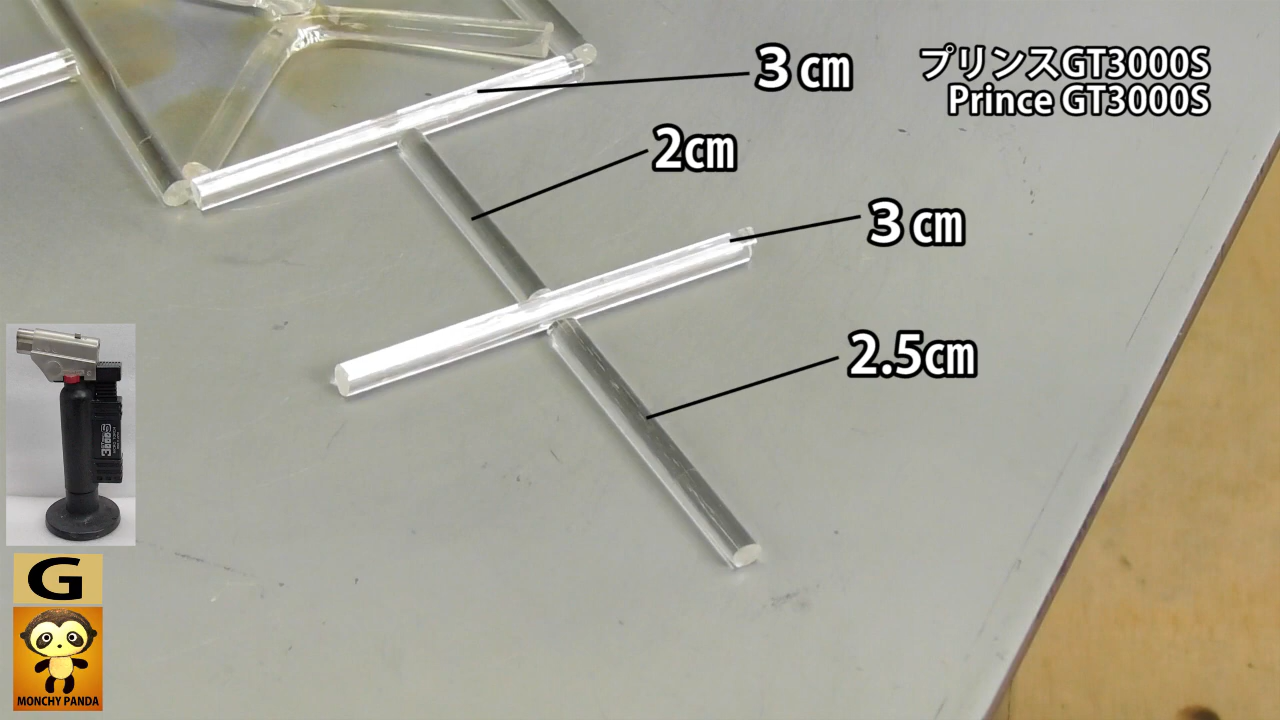 プリンスGT3000S
Prince GT3000S
3cm
2cm
3cm
2.5cm
3000S
G
MONCHY PANDA